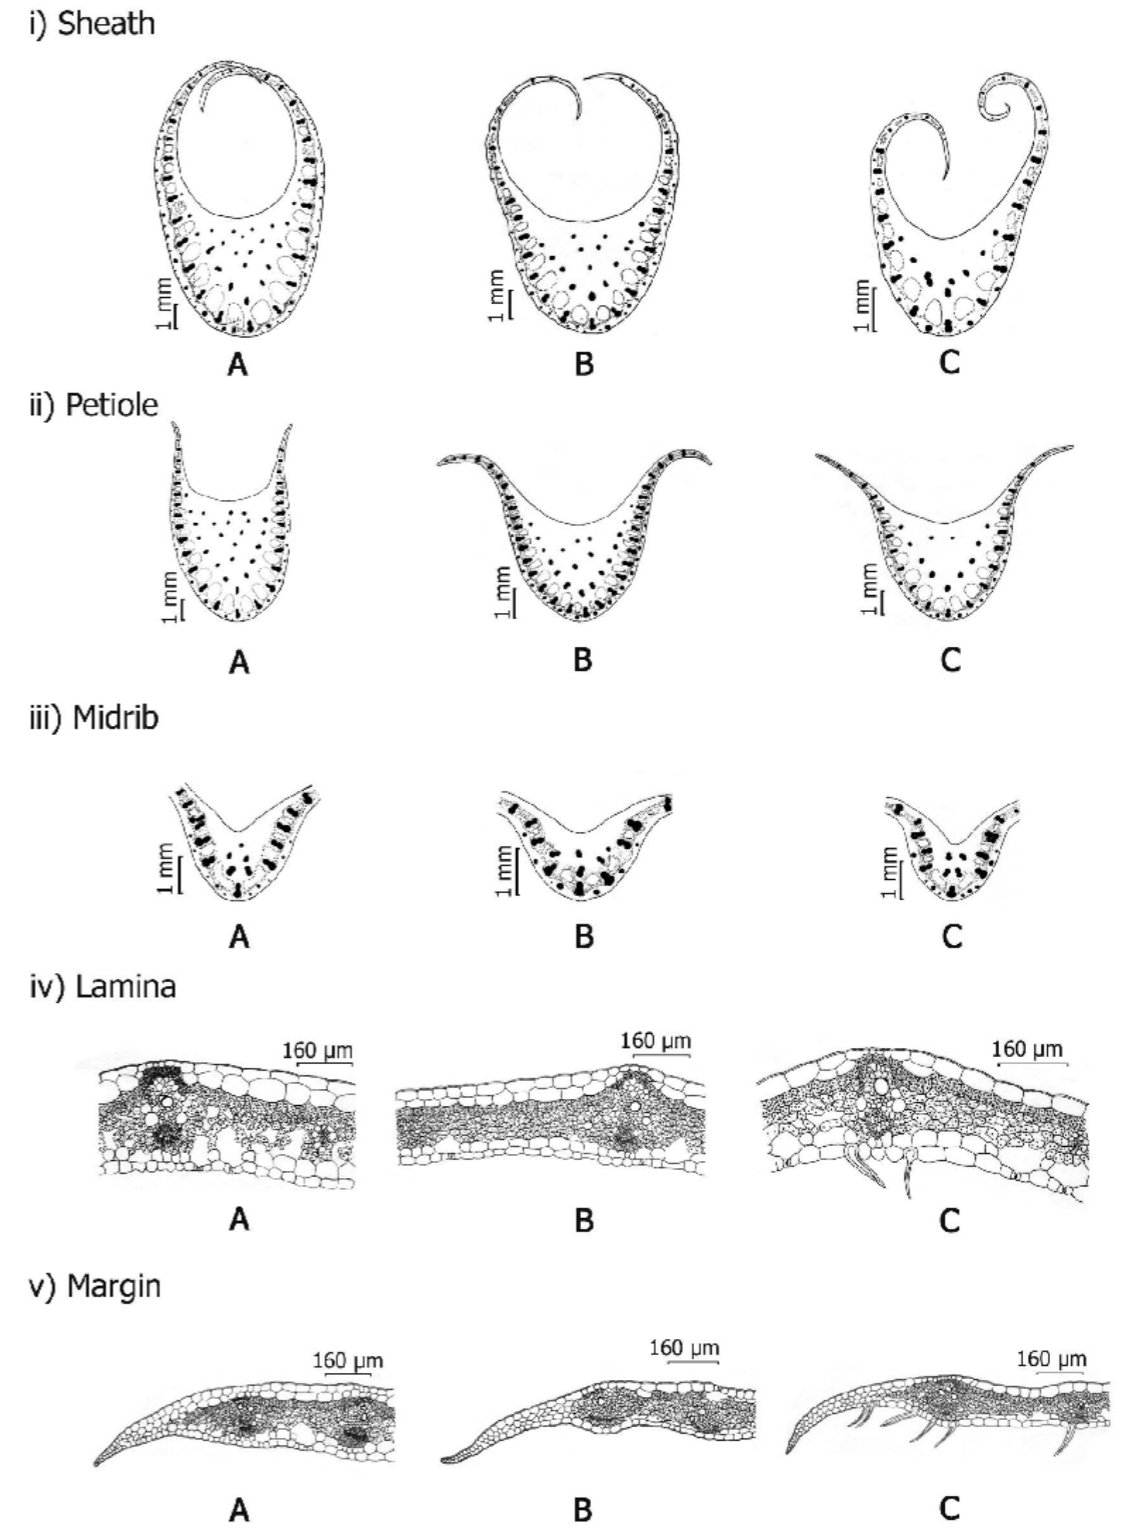 i) Sheath
1 mm
1 mm
1 mm
A
B
C
ii) Petiole
1 mm
1 mm
1 mm
A
B
C
iii) Midrib
1 mm
1 mm
1 mm
A
B
C
iv) Lamina
160 µm
160 µm
160 µm
A
B
C
v) Margin
160 µm
160 µm
160 µm
A
B
C